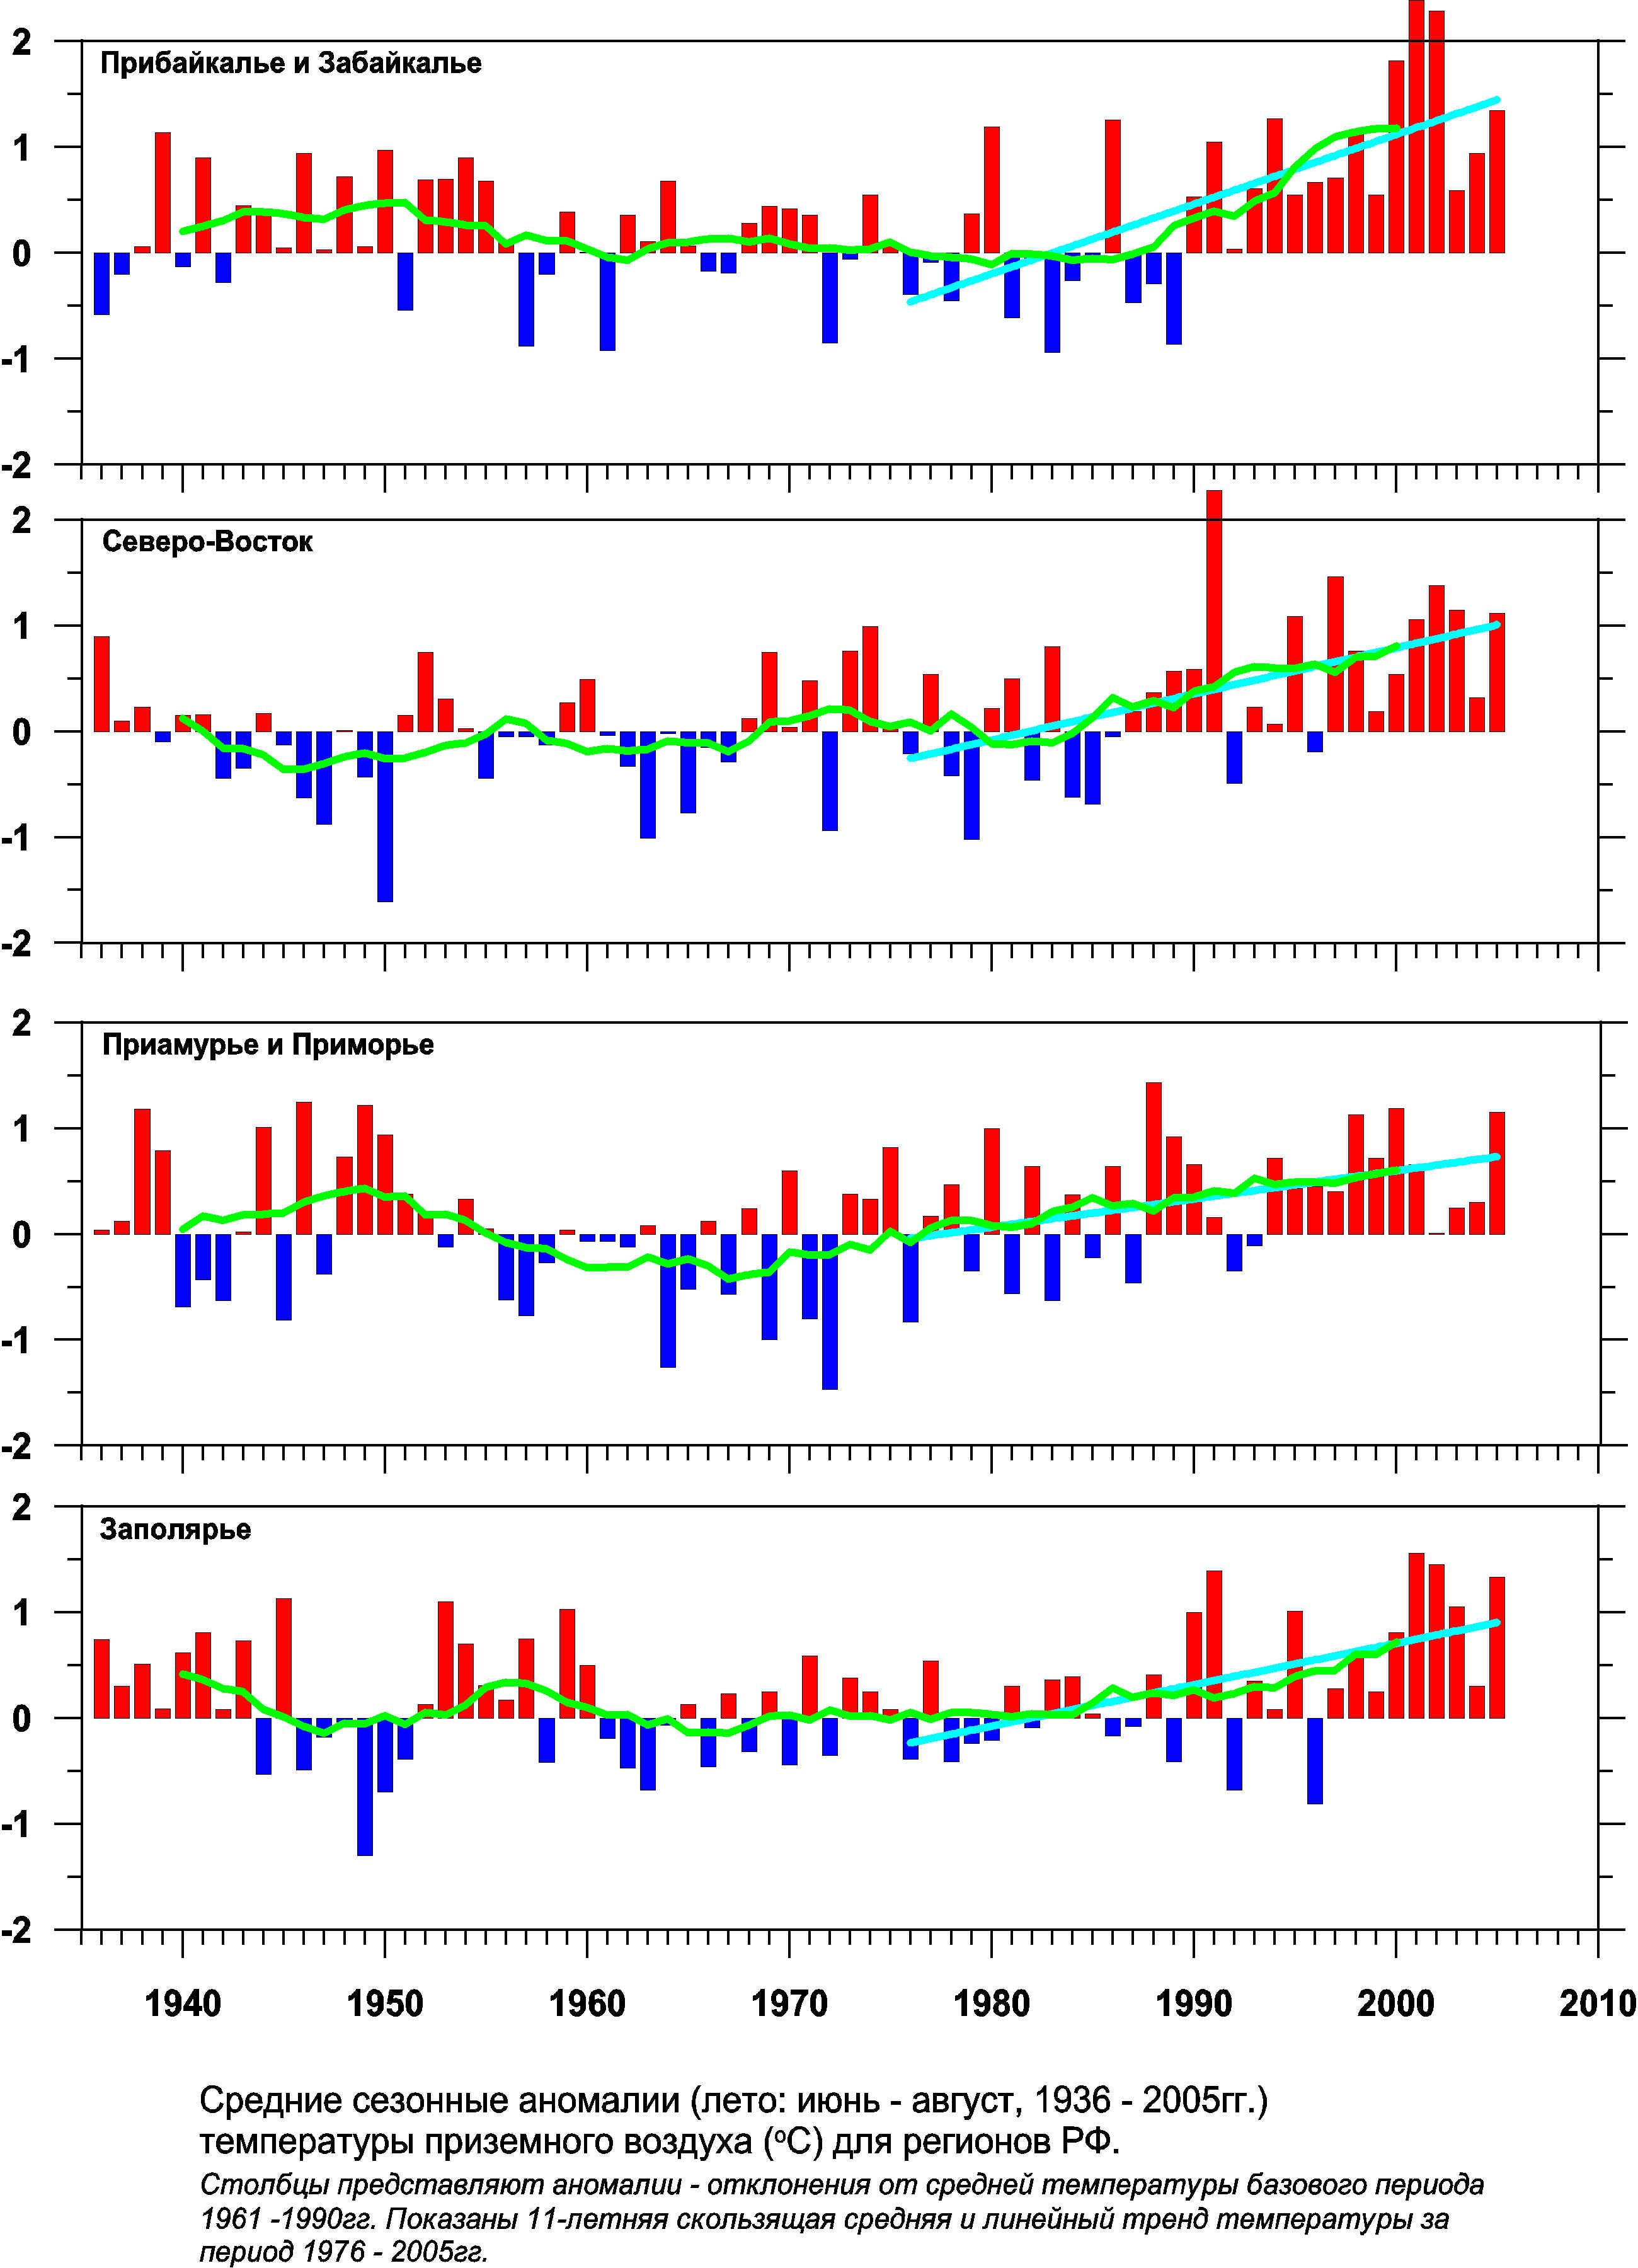 2
Прибайкалье и Забайкалье
1
0
-1
-2
2
Северо-Восток
1
0
-1
-2
2
Приамурье и Приморье
1
0
-1
-2
2
Заполярье
1
0
-1
-2
1940 1950 1960 1970 1980 1990 2000 2010
Средние сезонные аномалии (лето: июнь - август, 1936 - 2005гг.)
температуры приземного воздуха (ºС) для регионов РФ.
Столбцы представляют аномалии - отклонения от средней температуры базового периода
1961 -1990гг. Показаны 11-летняя скользящая средняя и линейный тренд температуры за
период 1976 - 2005гг.